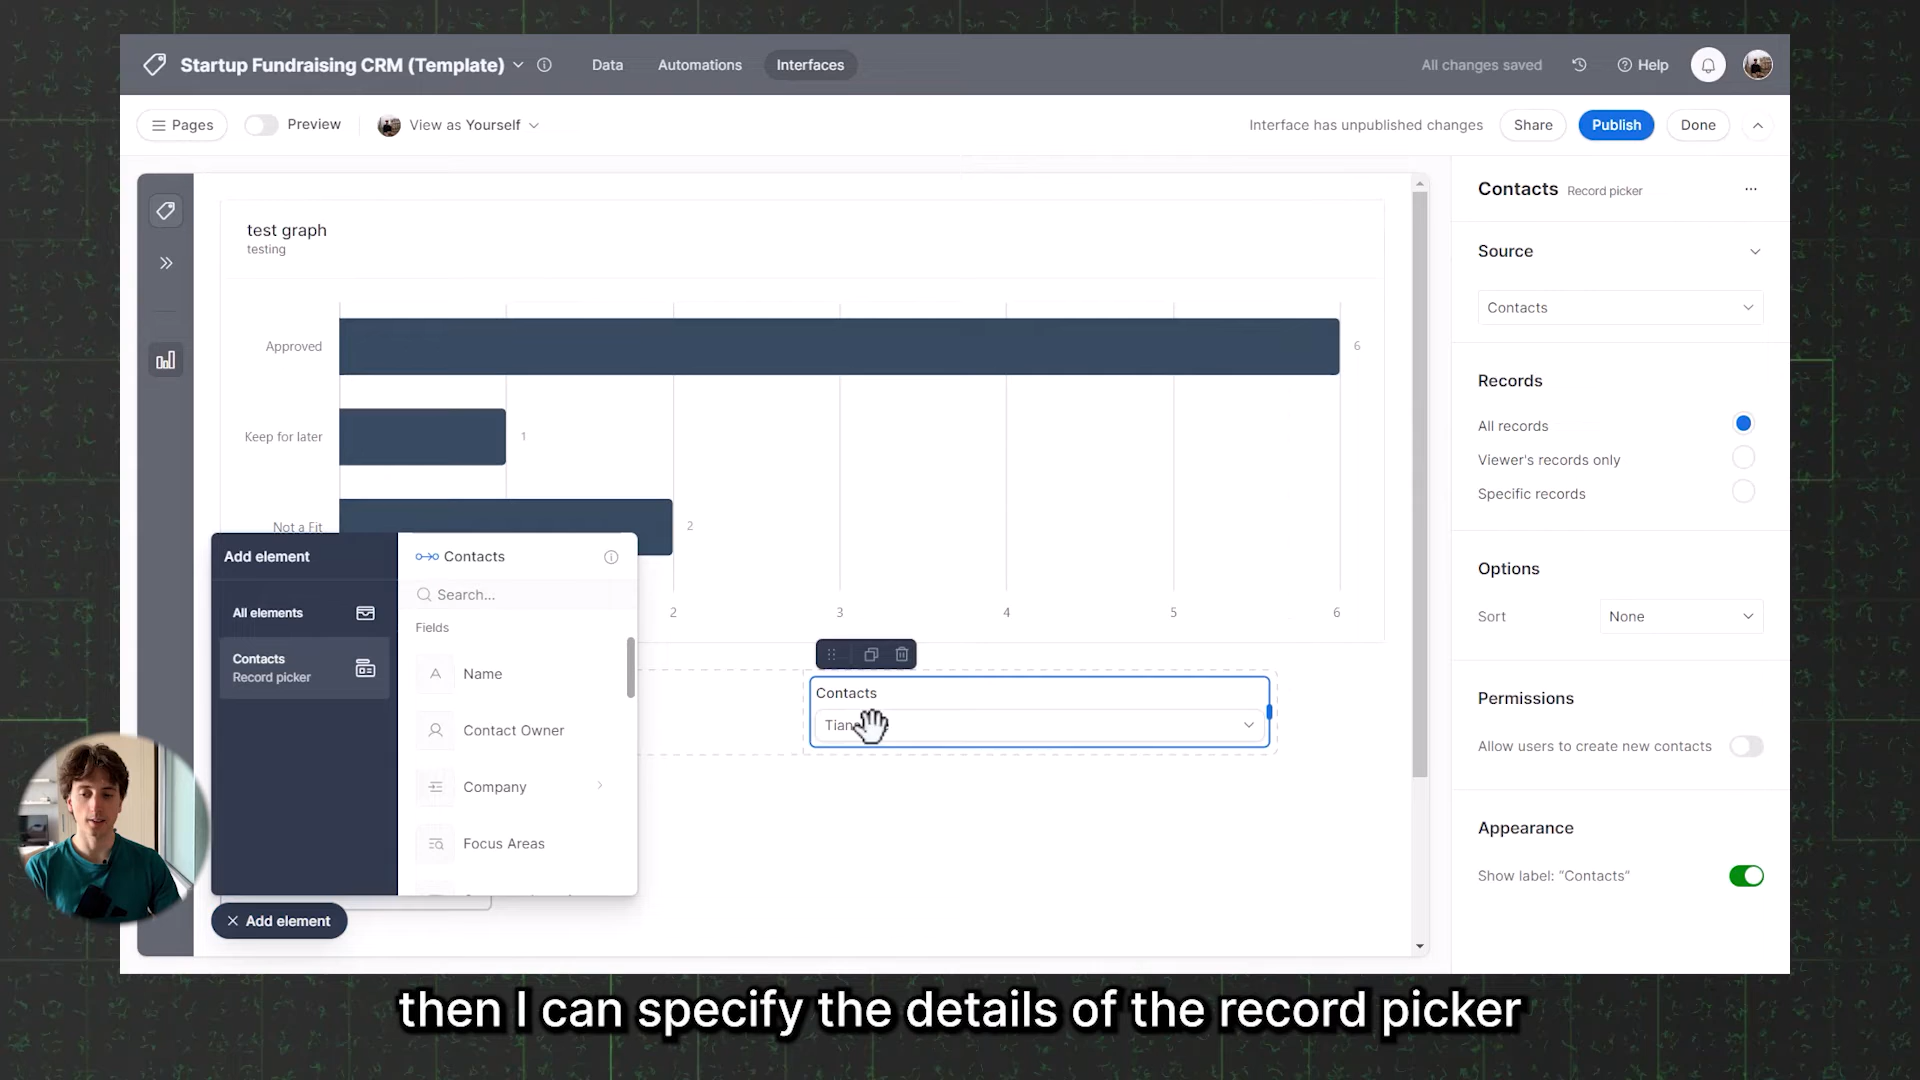 Startup Fundraising CRM (Template)
Data
Automations
Interfaces
All changes saved
Help
Pages
Preview
View as Yourself
Interface has unpublished changes
Share
Publish
Done
test graph
testing
Approved
6
Keep for later
1
Not a Fit
2
2
3
4
5
6
Add element
All elements
Contacts
Record picker
Contacts
Search...
Fields
Name
Contact Owner
Company
Focus Areas
Add element
Contacts
Contacts Record picker
Source
Contacts
Records
All records
Viewer's records only
Specific records
Options
Sort
None
Permissions
Allow users to create new contacts
Appearance
Show label: "Contacts"
then I can specify the details of the record picker